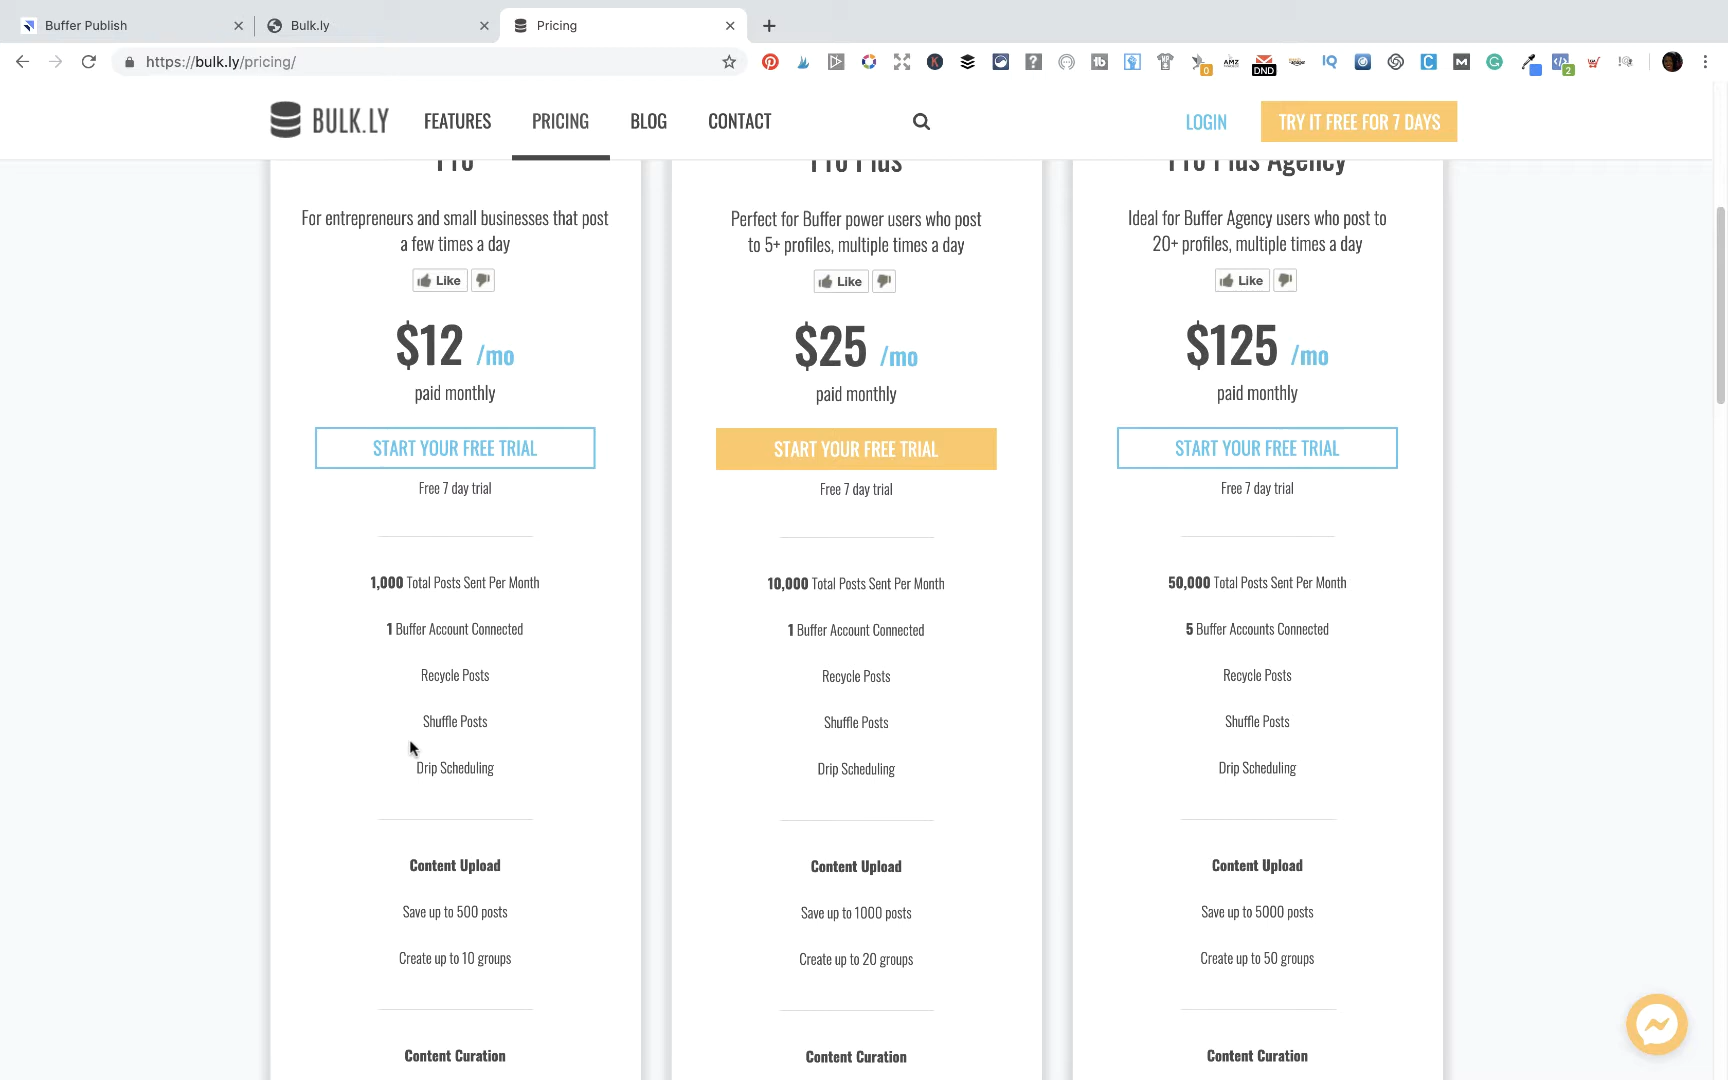 Buffer Publish
Bulk.ly
Pricing
https://bulk.ly/pricing/
BULK.LY
FEATURES
PRICING
BLOG
CONTACT
LOGIN
TRY IT FREE FOR 7 DAYS
Pro
For entrepreneurs and small businesses that post
a few times a day
Like
$12 /mo
paid monthly
START YOUR FREE TRIAL
Free 7 day trial
1,000 Total Posts Sent Per Month
1 Buffer Account Connected
Recycle Posts
Shuffle Posts
Drip Scheduling
Content Upload
Save up to 500 posts
Create up to 10 groups
Content Curation
Pro Plus
Perfect for Buffer power users who post
to 5+ profiles, multiple times a day
Like
$25 /mo
paid monthly
START YOUR FREE TRIAL
Free 7 day trial
10,000 Total Posts Sent Per Month
1 Buffer Account Connected
Recycle Posts
Shuffle Posts
Drip Scheduling
Content Upload
Save up to 1000 posts
Create up to 20 groups
Content Curation
Pro Plus Agency
Ideal for Buffer Agency users who post to
20+ profiles, multiple times a day
Like
$125 /mo
paid monthly
START YOUR FREE TRIAL
Free 7 day trial
50,000 Total Posts Sent Per Month
5 Buffer Accounts Connected
Recycle Posts
Shuffle Posts
Drip Scheduling
Content Upload
Save up to 5000 posts
Create up to 50 groups
Content Curation